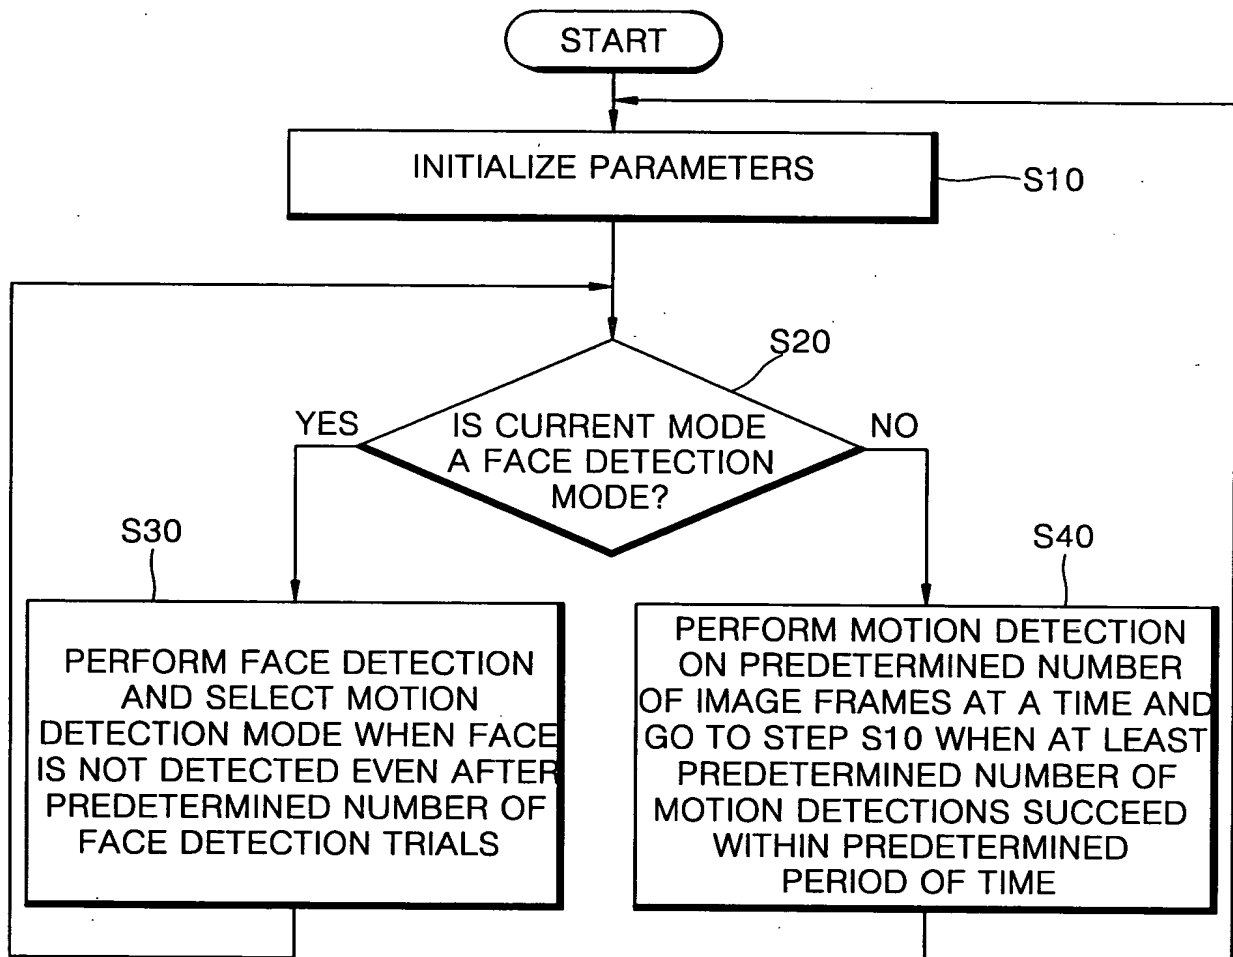 START
INITIALIZE PARAMETERS
S10
S20
YES
IS CURRENT MODE
A FACE DETECTION
MODE?
NO
S30
PERFORM FACE DETECTION
AND SELECT MOTION
DETECTION MODE WHEN FACE
IS NOT DETECTED EVEN AFTER
PREDETERMINED NUMBER OF
FACE DETECTION TRIALS
S40
PERFORM MOTION DETECTION
ON PREDETERMINED NUMBER
OF IMAGE FRAMES AT A TIME AND
GO TO STEP S10 WHEN AT LEAST
PREDETERMINED NUMBER OF
MOTION DETECTIONS SUCCEED
WITHIN PREDETERMINED
PERIOD OF TIME